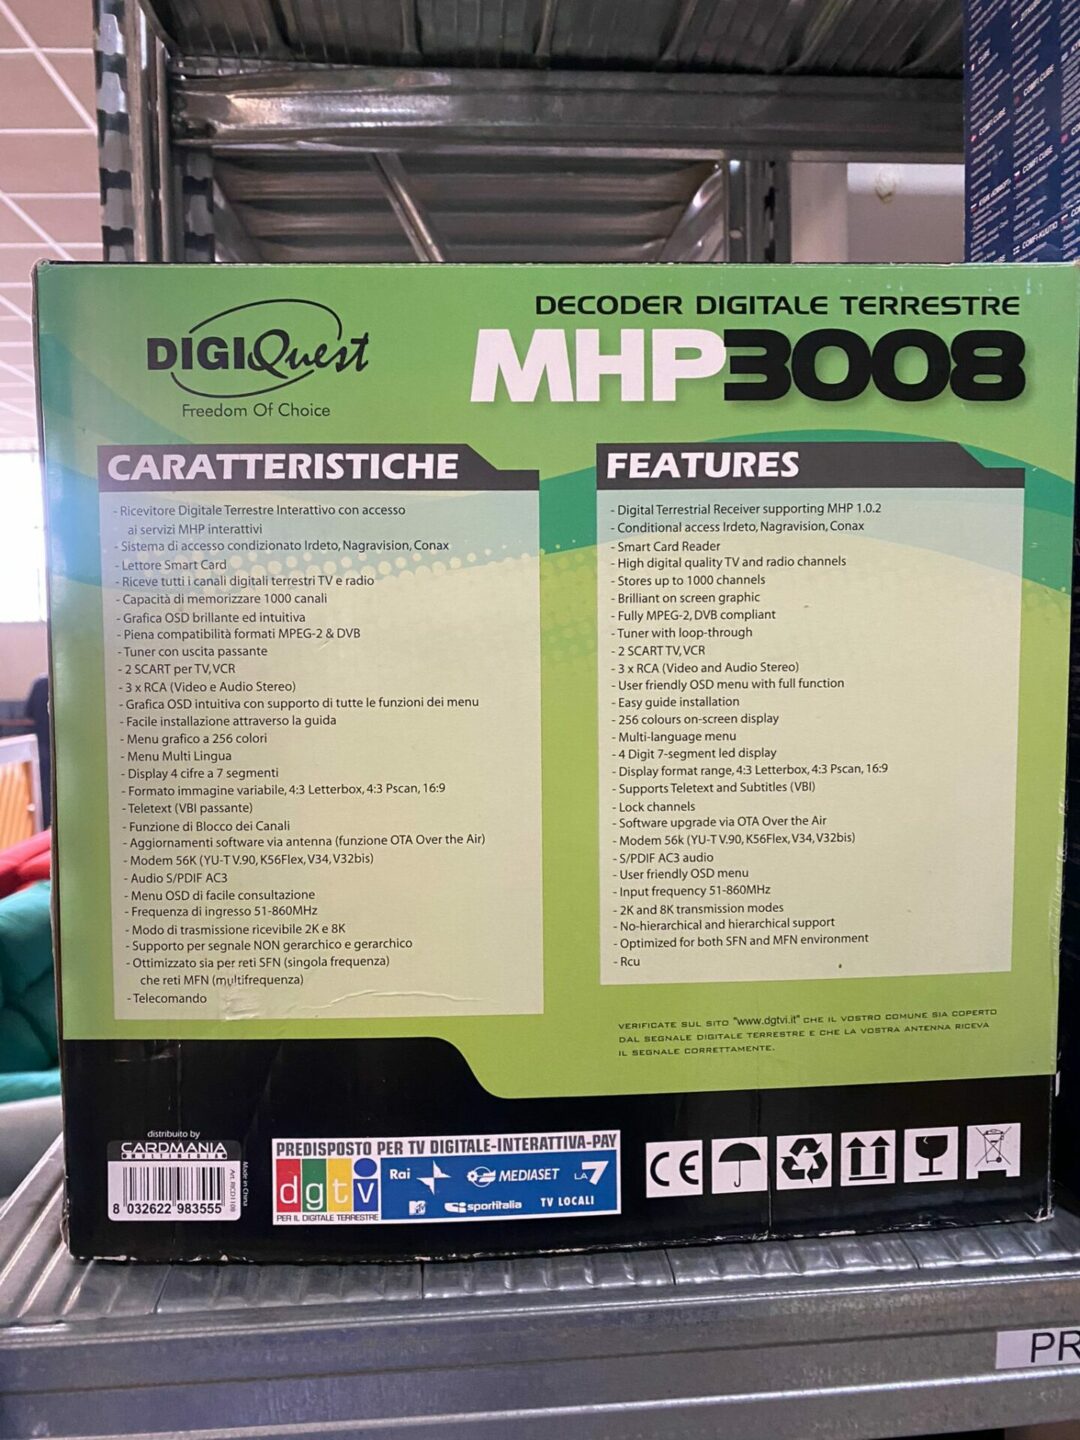 DIGIQuest
Freedom Of Choice
DECODER DIGITALE TERRESTRE
MHP3008
CARATTERISTICHE
- Ricevitore Digitale Terrestre Interattivo con accesso
ai servizi MHP interattivi
- Sistema di accesso condizionato Irdeto, Nagravision, Conax
- Lettore Smart Card
- Riceve tutti i canali digitali terrestri TV e radio
- Capacità di memorizzare 1000 canali
- Grafica OSD brillante ed intuitiva
- Piena compatibilità formati MPEG-2 & DVB
- Tuner con uscita passante
- 2 SCART per TV, VCR
- 3 x RCA (Video e Audio Stereo)
- Grafica OSD intuitiva con supporto di tutte le funzioni dei menu
- Facile installazione attraverso la guida
- Menu grafico a 256 colori
- Menu Multi Lingua
- Display 4 cifre a 7 segmenti
- Formato immagine variabile, 4:3 Letterbox, 4:3 Pscan, 16:9
- Teletext (VBI passante)
- Funzione di Blocco dei Canali
- Aggiornamenti software via antenna (funzione OTA Over the Air)
- Modem 56K (YU-T V.90, K56Flex, V34, V32bis)
- Audio S/PDIF AC3
- Menu OSD di facile consultazione
- Frequenza di ingresso 51-860MHz
- Modo di trasmissione ricevibile 2K e 8K
- Supporto per segnale NON gerarchico e gerarchico
- Ottimizzato sia per reti SFN (singola frequenza)
che reti MFN (multifrequenza)
- Telecomando
FEATURES
- Digital Terrestrial Receiver supporting MHP 1.0.2
- Conditional access Irdeto, Nagravision, Conax
- Smart Card Reader
- High digital quality TV and radio channels
- Stores up to 1000 channels
- Brilliant on screen graphic
- Fully MPEG-2, DVB compliant
- Tuner with loop-through
- 2 SCART TV, VCR
- 3 x RCA (Video and Audio Stereo)
- User friendly OSD menu with full function
- Easy guide installation
- 256 colours on-screen display
- Multi-language menu
- 4 Digit 7-segment led display
- Display format range, 4:3 Letterbox, 4:3 Pscan, 16:9
- Supports Teletext and Subtitles (VBI)
- Lock channels
- Software upgrade via OTA Over the Air
- Modem 56k (YU-T V.90, K56Flex, V34, V32bis)
- S/PDIF AC3 audio
- User friendly OSD menu
- Input frequency 51-860MHz
- 2K and 8K transmission modes
- No-hierarchical and hierarchical support
- Optimized for both SFN and MFN environment
- Rcu
VERIFICATE SUL SITO "www.dgtvi.it" CHE IL VOSTRO COMUNE SIA COPERTO
DAL SEGNALE DIGITALE TERRESTRE E CHE LA VOSTRA ANTENNA RICEVA
IL SEGNALE CORRETTAMENTE.
distribuito by
CARDMANIA
MULTIMEDIA
8 032622 983555
Made in China
PREDISPOSTO PER TV DIGITALE-INTERATTIVA-PAY
dgtv
PER IL DIGITALE TERRESTRE
Rai
MEDIASET
LA7
MTV
sportitalia
TV LOCALI
CE
PR
COMFI CUBE